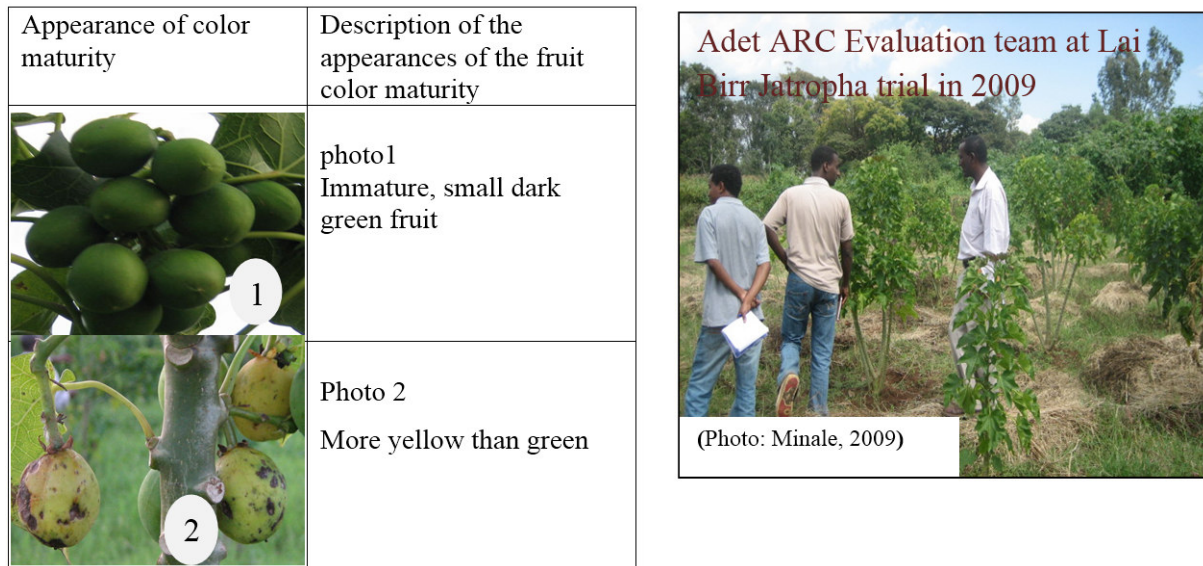 Appearance of color
maturity
Description of the
appearances of the fruit
color maturity
photo1
Immature, small dark
green fruit
1
Photo 2
More yellow than green
2
Adet ARC Evaluation team at Lai
Birr Jatropha trial in 2009
(Photo: Minale, 2009)